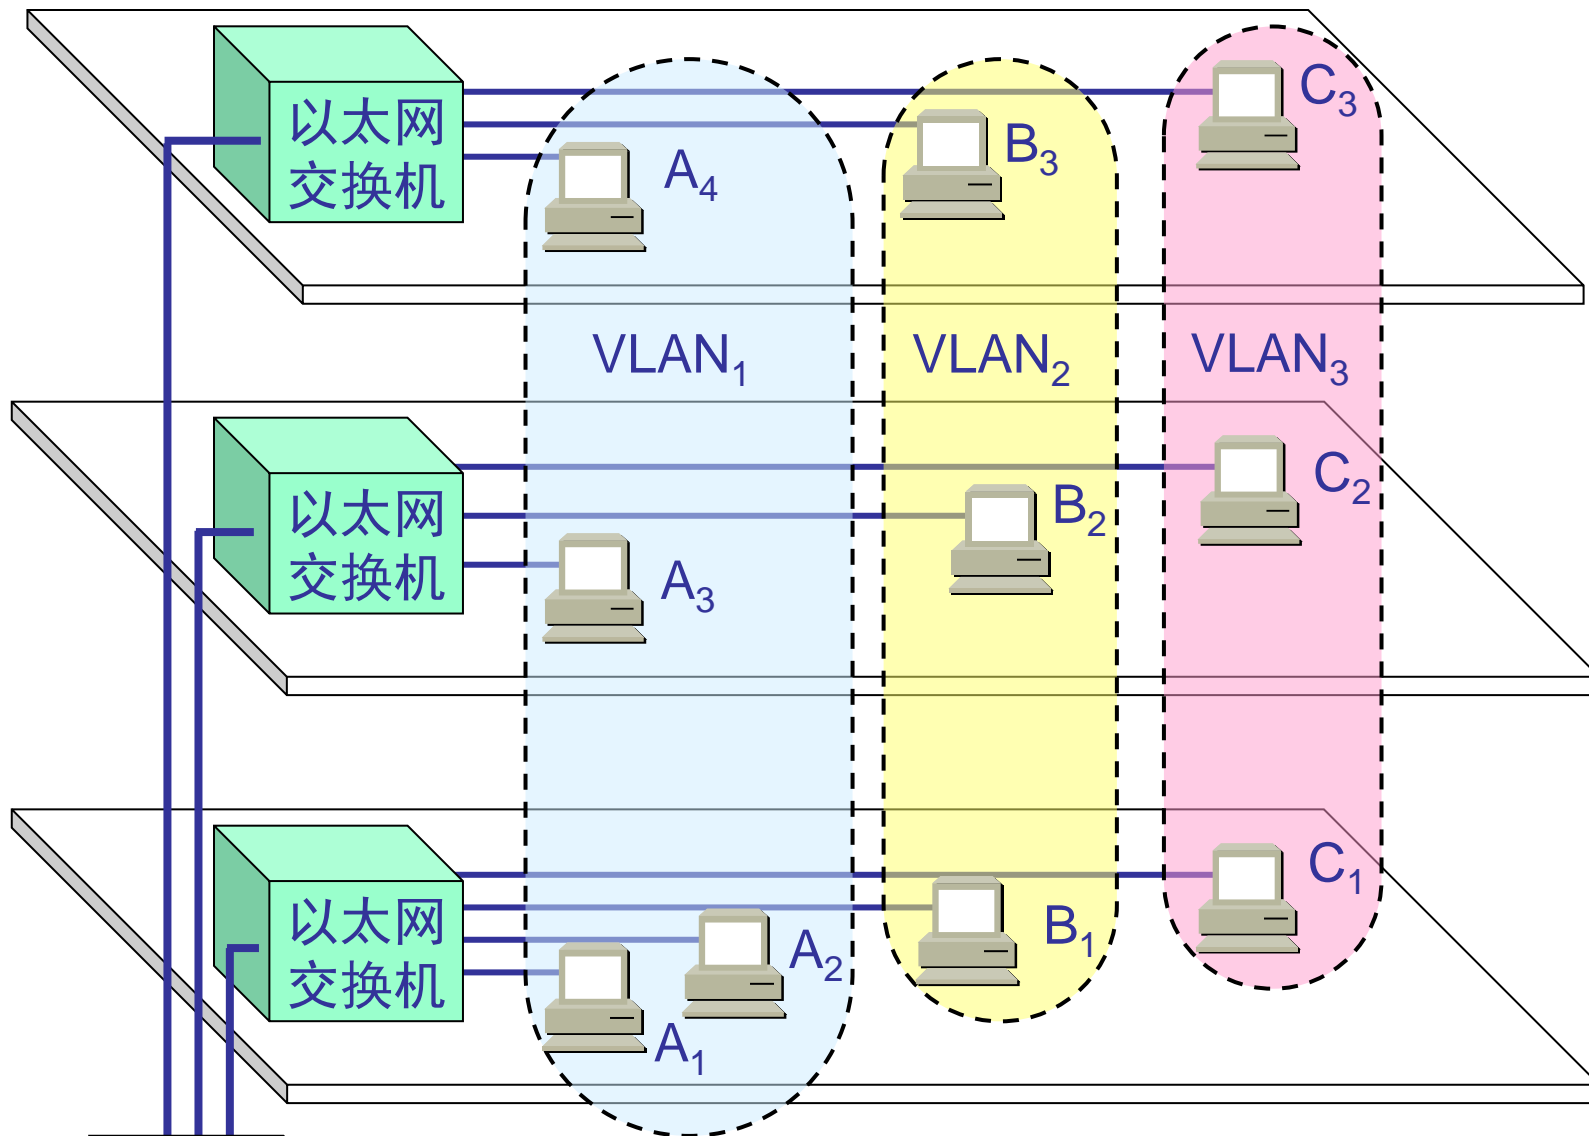 以太网
交换机
A₄
B₃
C₃
VLAN₁
VLAN₂
VLAN₃
以太网
交换机
A₃
B₂
C₂
以太网
交换机
A₁
A₂
B₁
C₁